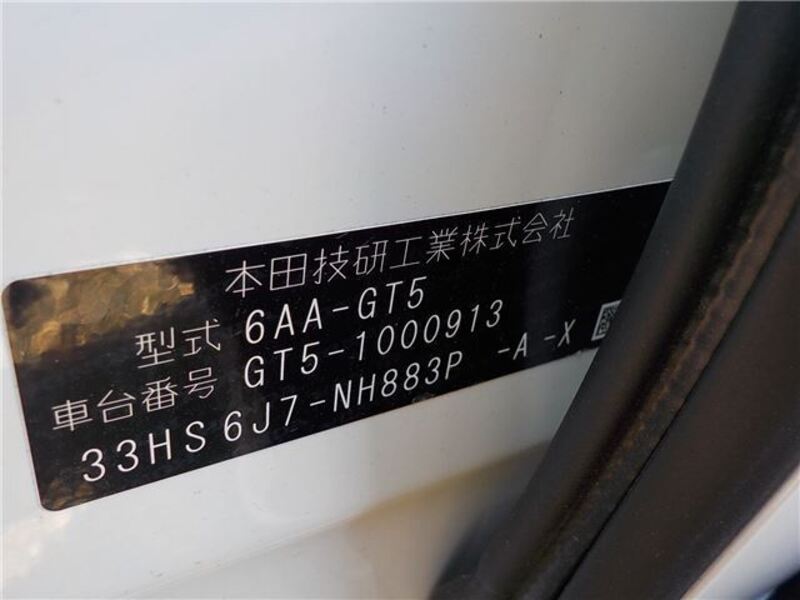 本田技研工業株式会社
型式 6AA-GT5
車台番号 GT5-1000913
33HS6J7-NH883P -A -X